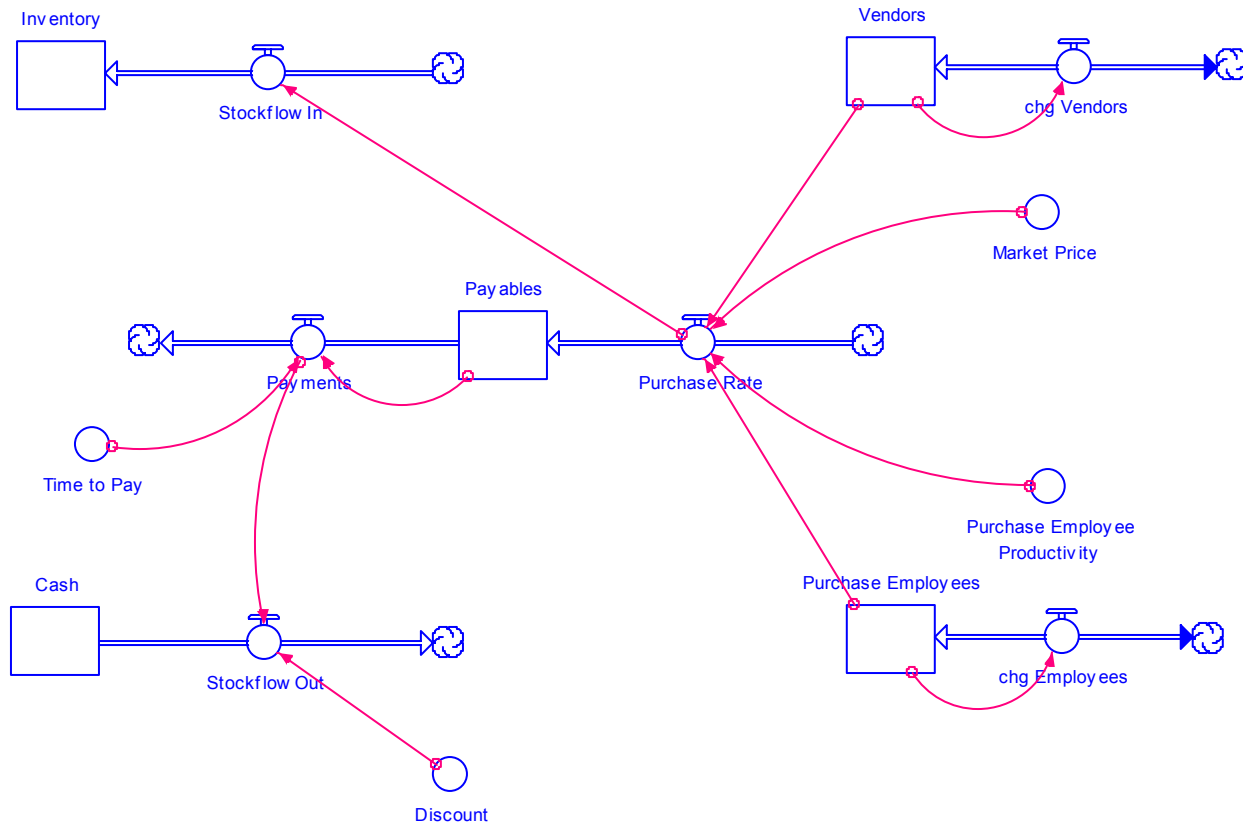 Inventory
Vendors
Stockflow In
chg Vendors
Market Price
Payables
Payments
Purchase Rate
Time to Pay
Purchase Employee
Productivity
Cash
Purchase Employees
Stockflow Out
chg Employees
Discount